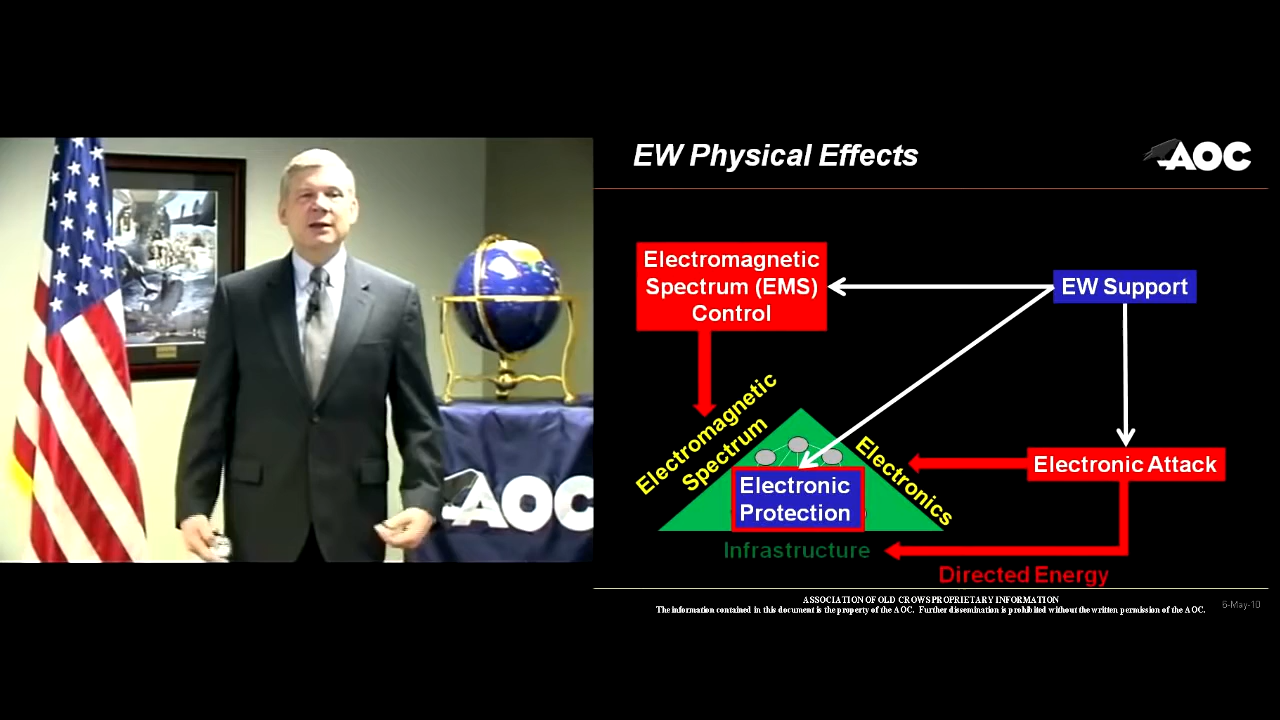 EW Physical Effects
AOC
Electromagnetic
Spectrum (EMS)
Control
EW Support
Electromagnetic
Spectrum
Electronics
Electronic Attack
Electronic
Protection
Infrastructure
Directed Energy
AOC
ASSOCIATION OF OLD CROWS PROPRIETARY INFORMATION
The information contained in this document is the property of the AOC. Further dissemination is prohibited without the written permission of the AOC.
6-May-10